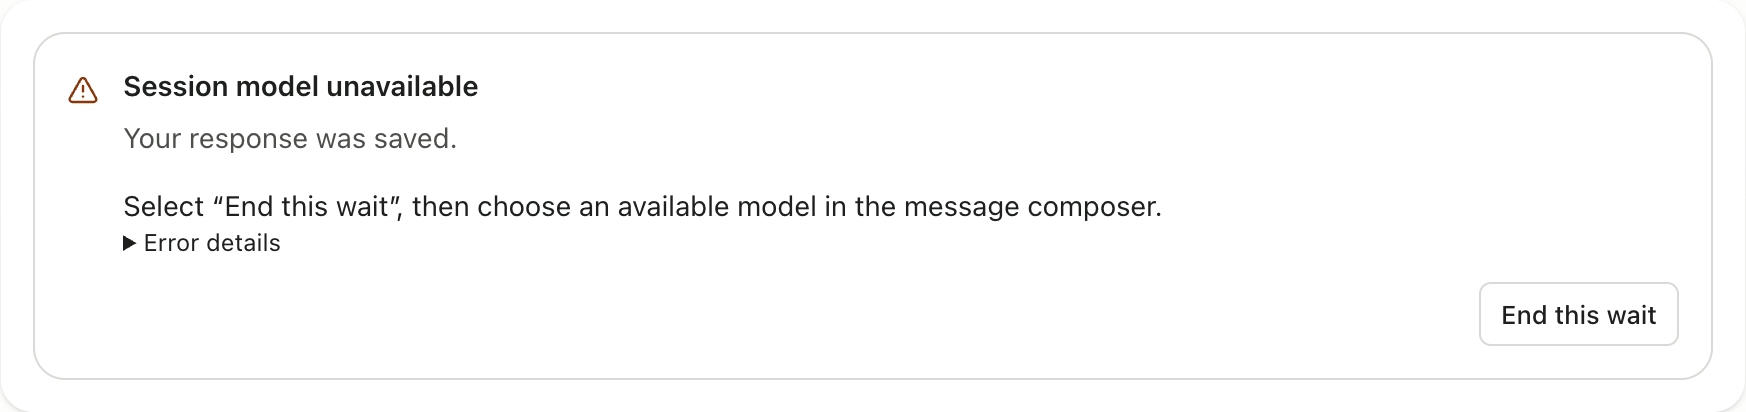 Session model unavailable
Your response was saved.
Select “End this wait”, then choose an available model in the message composer.
Error details
End this wait